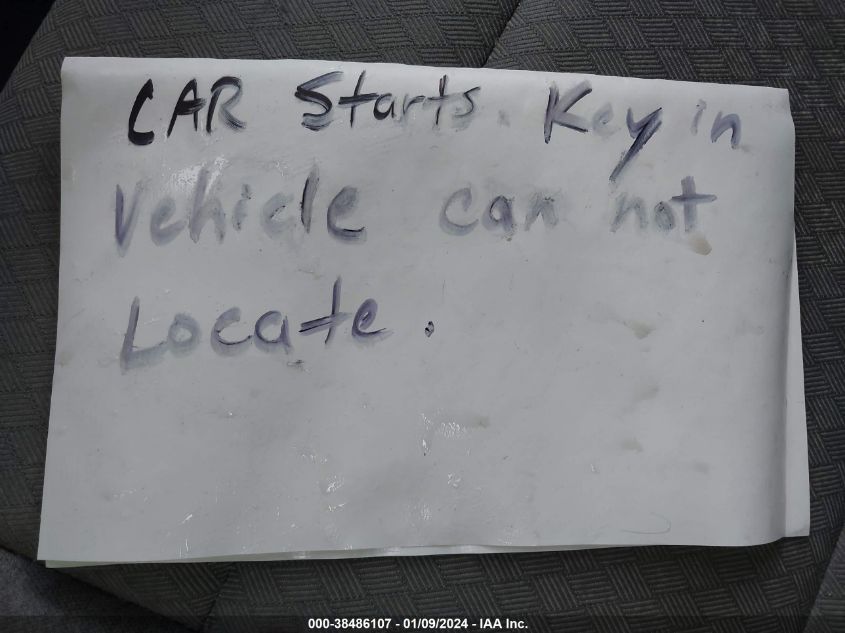 CAR Starts. Key in
Vehicle can not
Locate.
000-38486107 - 01/09/2024 - IAA Inc.